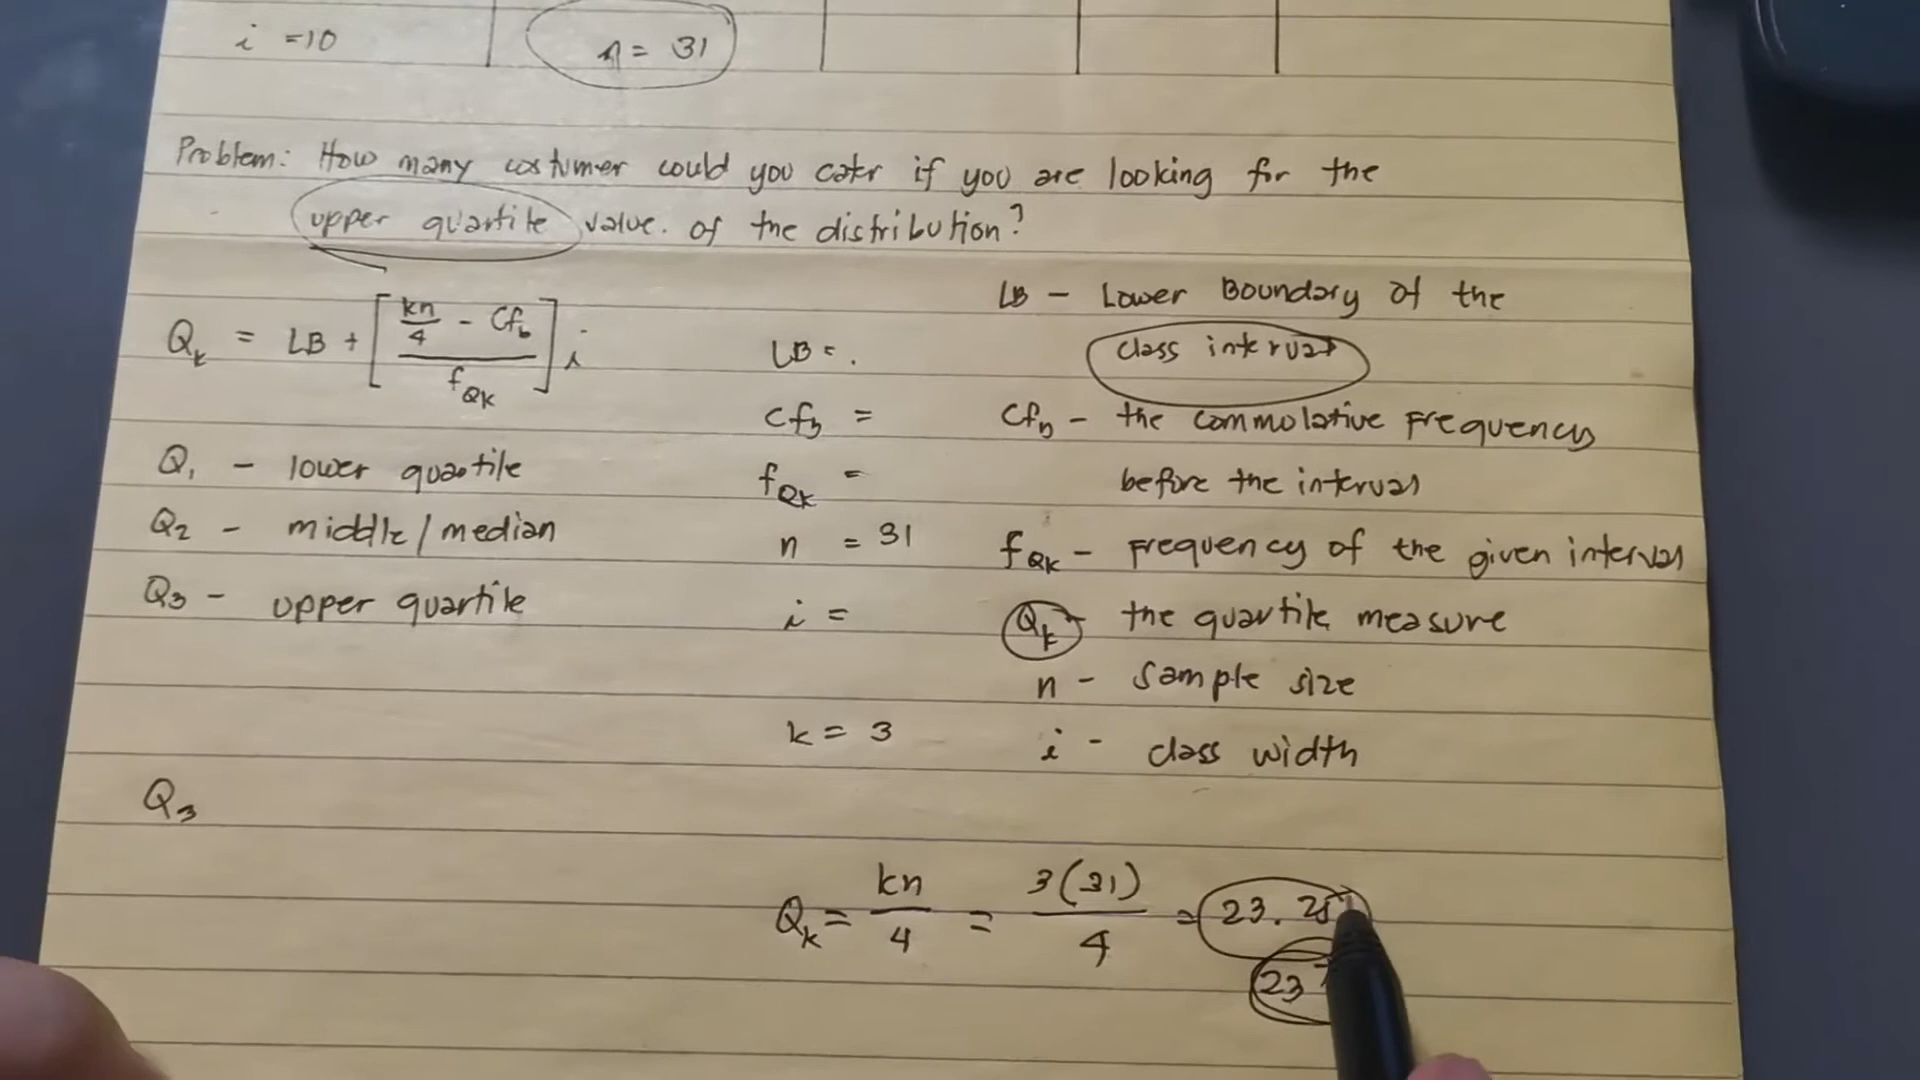 i = 10
n = 31
Problem: How many costumer could you cater if you are looking for the
upper quartile value. of the distribution?
Qk = LB + [kn/4 - Cfb / fQk] i
Q1 - lower quartile
Q2 - middle/median
Q3 - upper quartile
Q3
LB = .
Cfb =
fQk =
n = 31
i =
k = 3
LB - Lower Boundary of the
class interval
Cfb - the commolative Frequency
before the interval
fQk - Frequency of the given interval
Qk - the quartile measure
n - sample size
i - class width
Qk = kn/4 = 3(31)/4 = 23.25
23